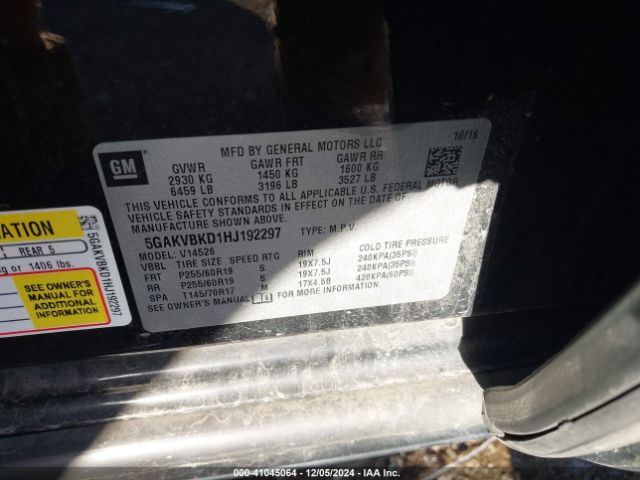 MFD BY GENERAL MOTORS LLC 10/16
GM
GVWR GAWR FRT GAWR RR
2930 KG 1450 KG 1600 KG
6459 LB 3196 LB 3527 LB
THIS VEHICLE CONFORMS TO ALL APPLICABLE U.S. FEDERAL MOTOR
VEHICLE SAFETY STANDARDS IN EFFECT ON THE DATE OF
MANUFACTURE SHOWN ABOVE.
5GAKVBKD1HJ192297 TYPE: M.P.V.
MODEL: V14526
VBBL TIRE SIZE SPEED RTG RIM COLD TIRE PRESSURE
FRT P255/60R19 S 19X7.5J 240KPA(35PSI)
RR P255/60R19 S 19X7.5J 240KPA(35PSI)
SPA T145/70R17 M 17X4.5B 420KPA(60PSI)
SEE OWNER'S MANUAL FOR MORE INFORMATION.
ATION
1 REAR 5
g or 1406 lbs.
SEE OWNER'S
MANUAL FOR
ADDITIONAL
INFORMATION
5GAKVBKD1HJ192297
000-41045064 - 12/05/2024 - IAA Inc.